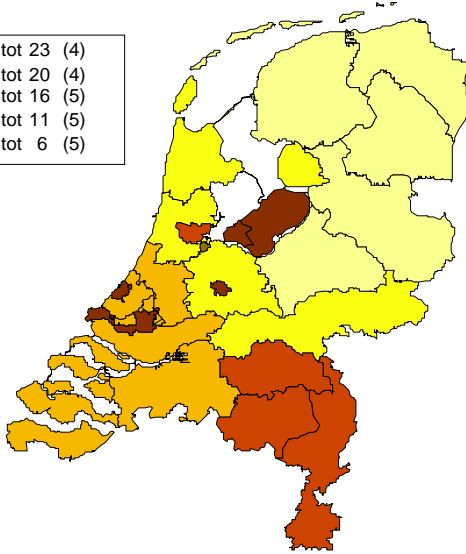 tot 23 (4)
tot 20 (4)
tot 16 (5)
tot 11 (5)
tot 6 (5)